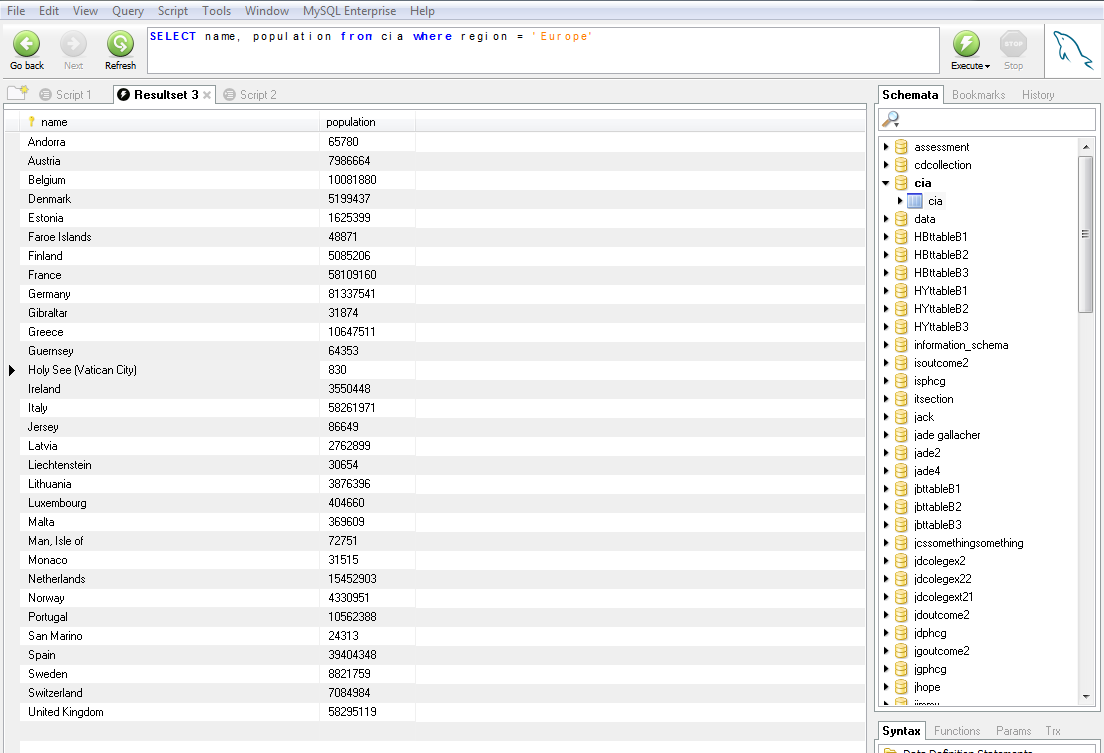 File Edit View Query Script Tools Window MySQL Enterprise Help
SELECT name, population from cia where region = 'Europe'
Go back Next Refresh Execute STOP Stop
Script 1 Resultset 3 Script 2
Schemata Bookmarks History
name population
Andorra 65780
Austria 7986664
Belgium 10081880
Denmark 5199437
Estonia 1625399
Faroe Islands 48871
Finland 5085206
France 58109160
Germany 81337541
Gibraltar 31874
Greece 10647511
Guernsey 64353
Holy See (Vatican City) 830
Ireland 3550448
Italy 58261971
Jersey 86649
Latvia 2762899
Liechtenstein 30654
Lithuania 3876396
Luxembourg 404660
Malta 369609
Man, Isle of 72751
Monaco 31515
Netherlands 15452903
Norway 4330951
Portugal 10562388
San Marino 24313
Spain 39404348
Sweden 8821759
Switzerland 7084984
United Kingdom 58295119
assessment
cdcollection
cia
cia
data
HBttableB1
HBttableB2
HBttableB3
HYttableB1
HYttableB2
HYttableB3
information_schema
isoutcome2
isphcg
itsection
jack
jade gallacher
jade2
jade4
jbttableB1
jbttableB2
jbttableB3
jcssomethingsomething
jdcolegex2
jdcolegex22
jdcolegext21
jdoutcome2
jdphcg
jgoutcome2
jgphcg
jhope
jimmy
Syntax Functions Params Trx
Data Definition Statements